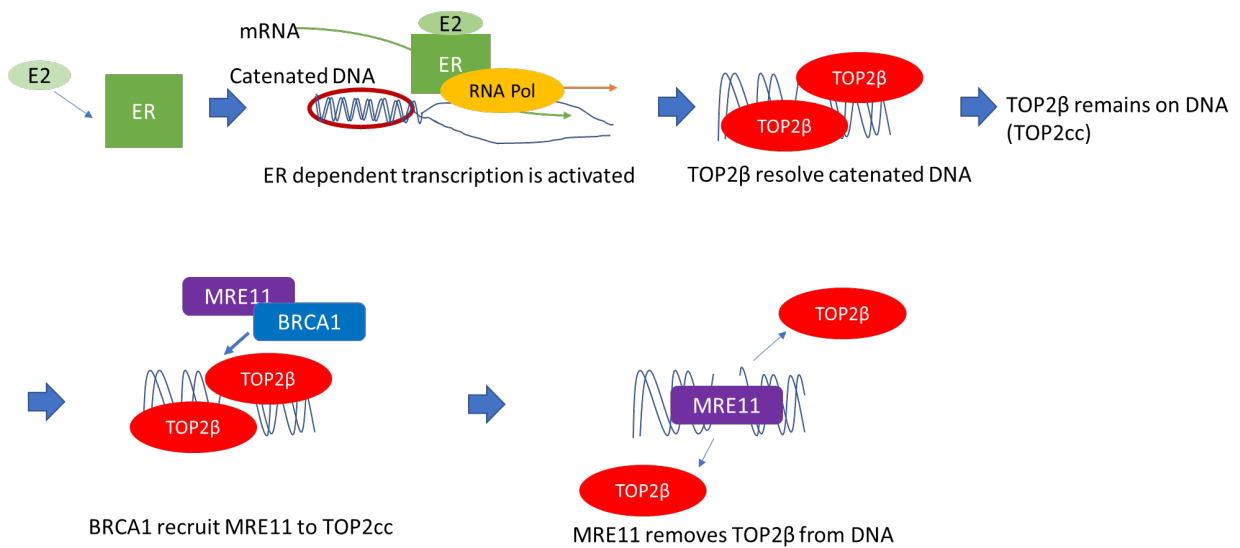 E2
ER
mRNA
Catenated DNA
E2
ER
RNA Pol
ER dependent transcription is activated
TOP2β
TOP2β
TOP2β resolve catenated DNA
TOP2β remains on DNA
(TOP2cc)
MRE11
BRCA1
TOP2β
TOP2β
BRCA1 recruit MRE11 to TOP2cc
TOP2β
MRE11
TOP2β
MRE11 removes TOP2β from DNA